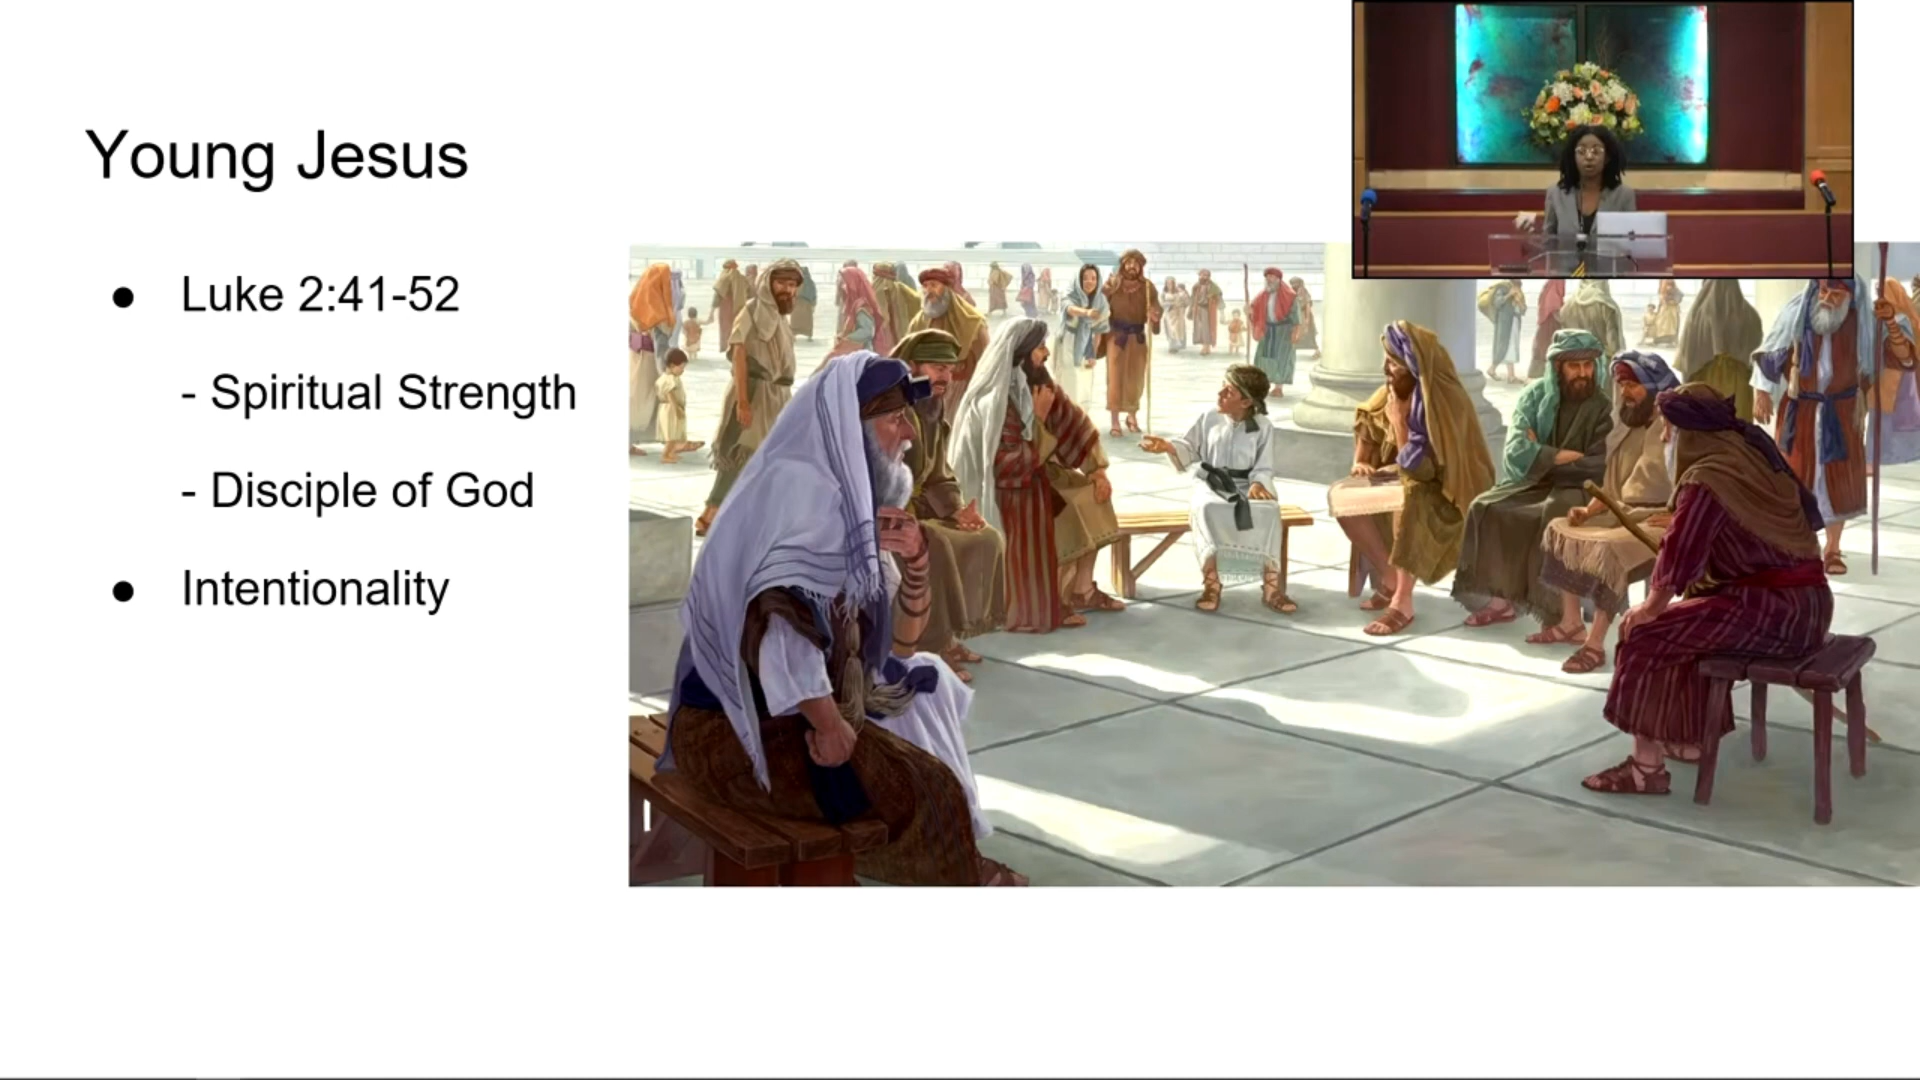 Young Jesus
● Luke 2:41-52
- Spiritual Strength
- Disciple of God
● Intentionality